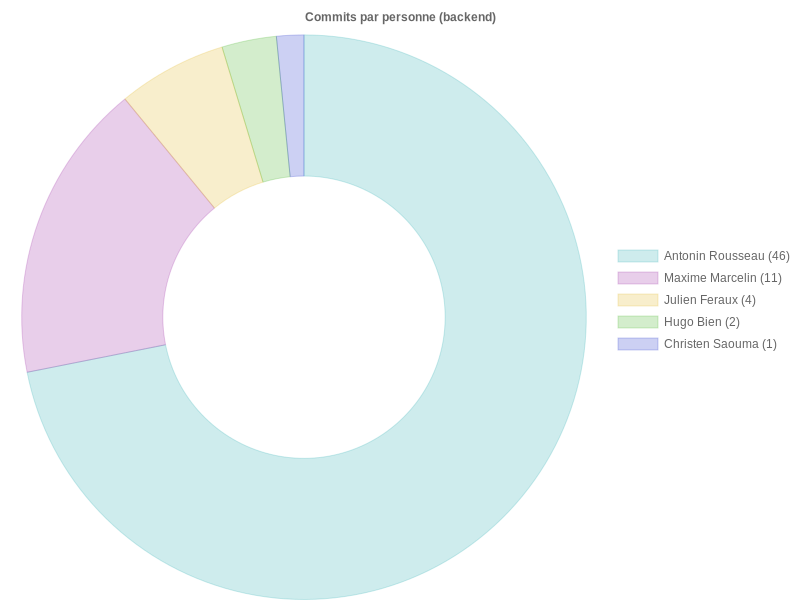 Commits par personne (backend)
Antonin Rousseau (46)
Maxime Marcelin (11)
Julien Feraux (4)
Hugo Bien (2)
Christen Saouma (1)